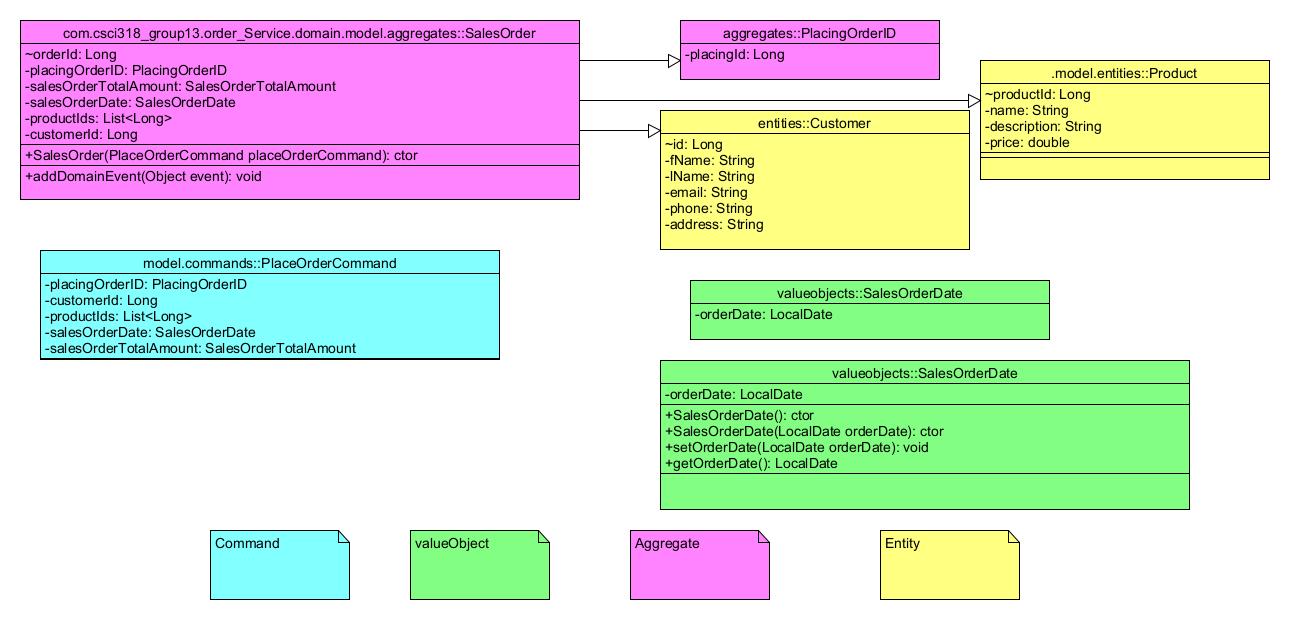 com.csci318_group13.order_Service.domain.model.aggregates::SalesOrder
~orderId: Long
-placingOrderID: PlacingOrderID
-salesOrderTotalAmount: SalesOrderTotalAmount
-salesOrderDate: SalesOrderDate
-productIds: List<Long>
-customerId: Long
+SalesOrder(PlaceOrderCommand placeOrderCommand): ctor
+addDomainEvent(Object event): void
aggregates::PlacingOrderID
-placingId: Long
.model.entities::Product
~productId: Long
-name: String
-description: String
-price: double
entities::Customer
~id: Long
-fName: String
-lName: String
-email: String
-phone: String
-address: String
model.commands::PlaceOrderCommand
-placingOrderID: PlacingOrderID
-customerId: Long
-productIds: List<Long>
-salesOrderDate: SalesOrderDate
-salesOrderTotalAmount: SalesOrderTotalAmount
valueobjects::SalesOrderDate
-orderDate: LocalDate
valueobjects::SalesOrderDate
-orderDate: LocalDate
+SalesOrderDate(): ctor
+SalesOrderDate(LocalDate orderDate): ctor
+setOrderDate(LocalDate orderDate): void
+getOrderDate(): LocalDate
Command
valueObject
Aggregate
Entity